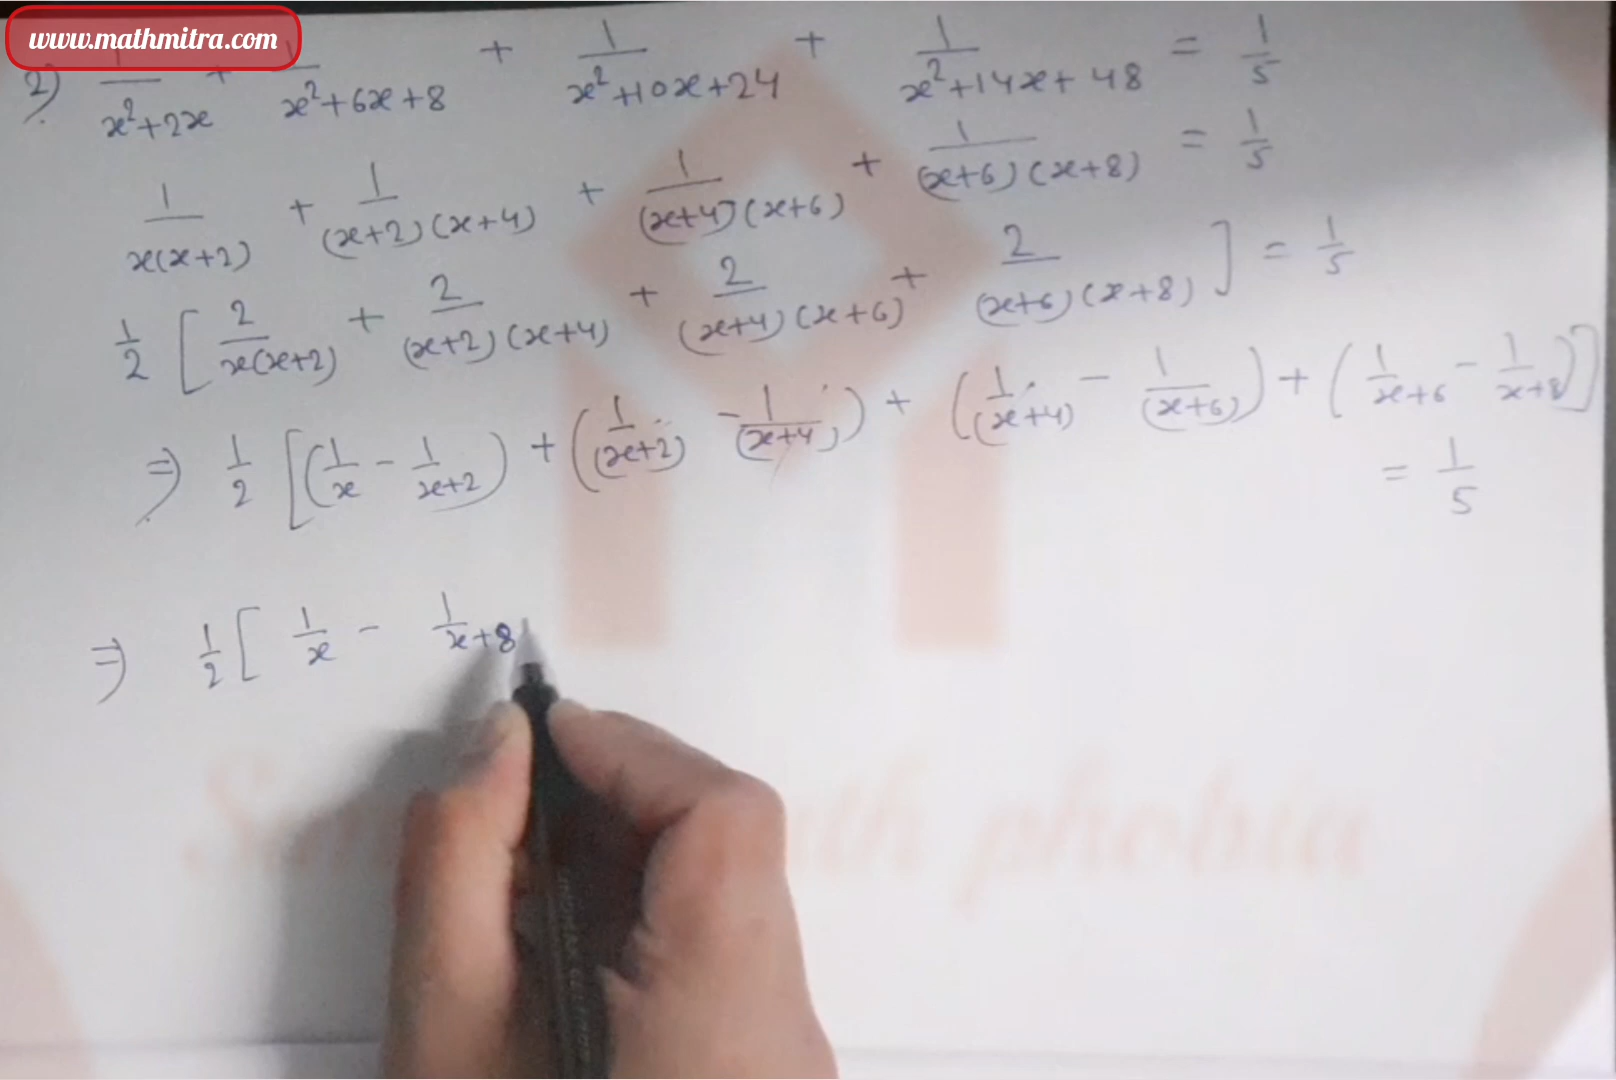 www.mathmitra.com
2) 1/(x²+2x) + 1/(x²+6x+8) + 1/(x²+10x+24) + 1/(x²+14x+48) = 1/5
1/(x(x+2)) + 1/((x+2)(x+4)) + 1/((x+4)(x+6)) + 1/((x+6)(x+8)) = 1/5
1/2 [ 2/(x(x+2)) + 2/((x+2)(x+4)) + 2/((x+4)(x+6)) + 2/((x+6)(x+8)) ] = 1/5
⇒ 1/2 [ (1/x - 1/(x+2)) + (1/(x+2) - 1/(x+4)) + (1/(x+4) - 1/(x+6)) + (1/(x+6) - 1/(x+8)) ]
= 1/5
⇒ 1/2 [ 1/x - 1/(x+8)
phobia